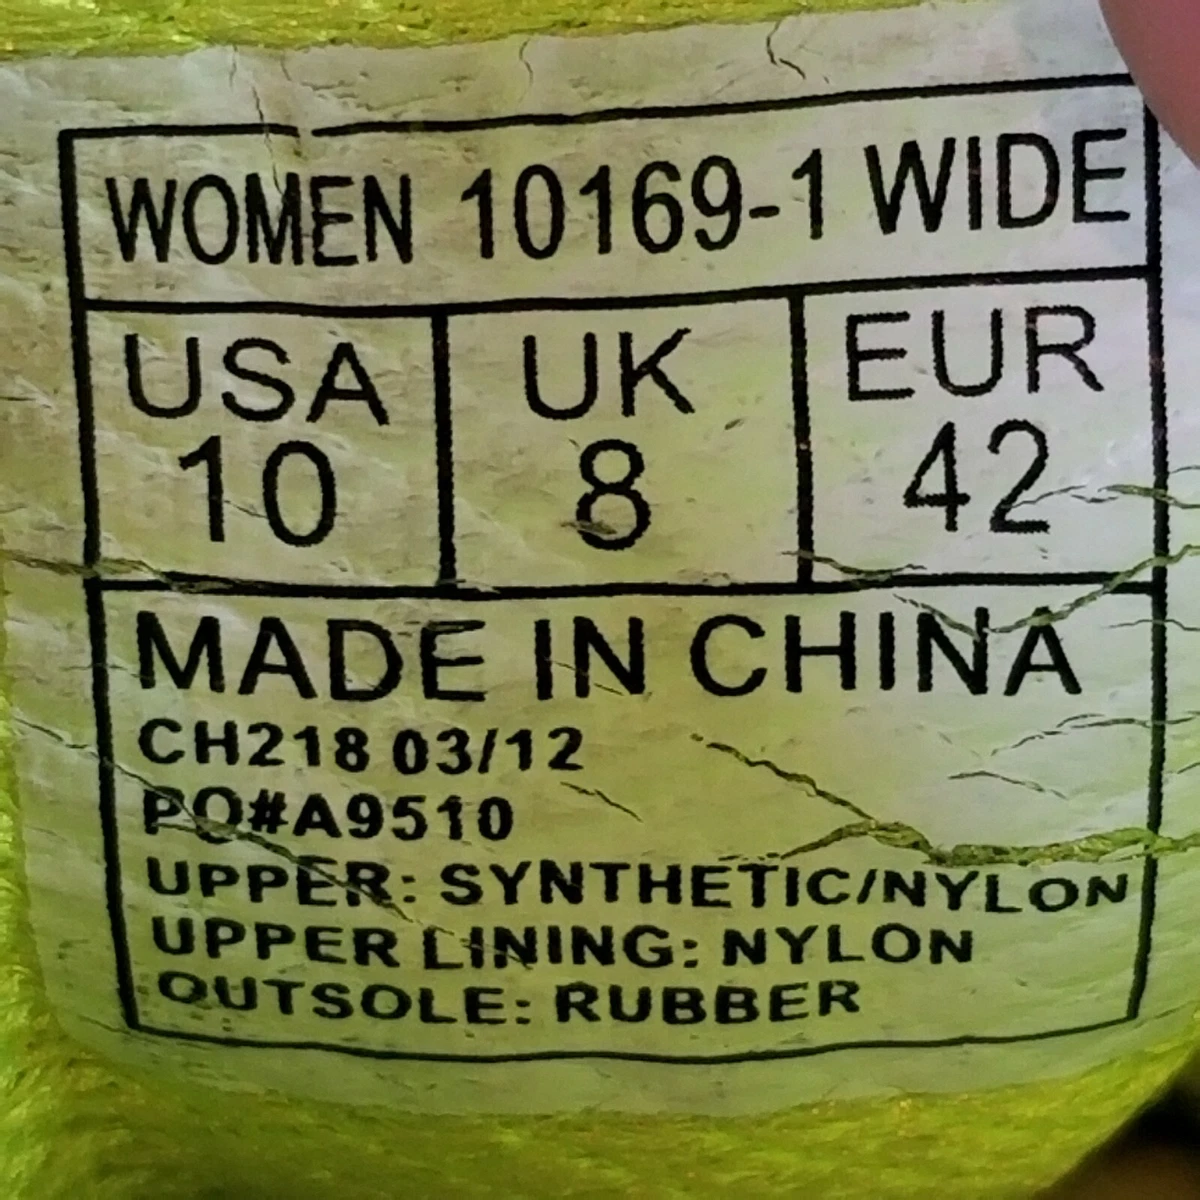 WOMEN 10169-1 WIDE
USA UK EUR
10 8 42
MADE IN CHINA
CH218 03/12
PO#A9510
UPPER: SYNTHETIC/NYLON
UPPER LINING: NYLON
OUTSOLE: RUBBER